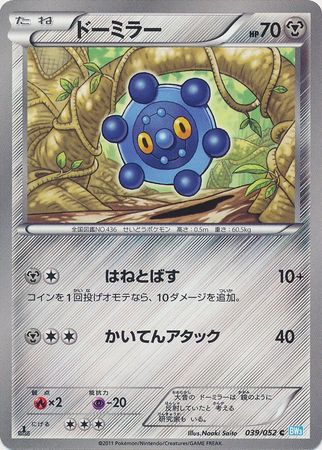 たね ドーミラー HP70
全国図鑑NO.436 せいどうポケモン 高さ:0.5m 重さ:60.5kg
はねとばす 10+
コインを1回投げオモテなら、10ダメージを追加。
かいてんアタック 40
弱点 ×2 抵抗力 -20
にげる
大昔の ドーミラーは 鏡のように
反射していたと 考える
研究家も いる。
Illus.Naoki Saito 039/052 C BW3
©2011 Pokémon/Nintendo/Creatures/GAME FREAK.